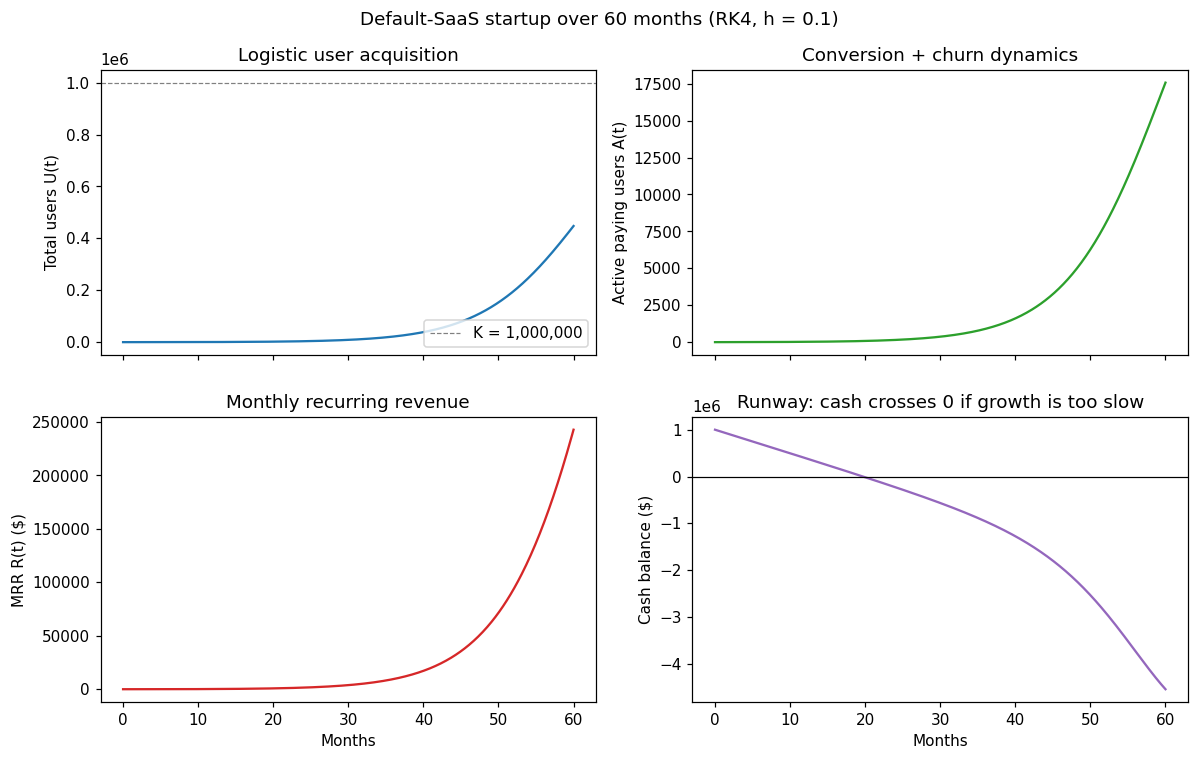 Default-SaaS startup over 60 months (RK4, h = 0.1)
Logistic user acquisition
1e6
1.0
0.8
0.6
0.4
0.2
0.0
Total users U(t)
K = 1,000,000
Conversion + churn dynamics
17500
15000
12500
10000
7500
5000
2500
0
Active paying users A(t)
Monthly recurring revenue
250000
200000
150000
100000
50000
0
MRR R(t) ($)
0 10 20 30 40 50 60
Months
Runway: cash crosses 0 if growth is too slow
1e6
1
0
−1
−2
−3
−4
Cash balance ($)
0 10 20 30 40 50 60
Months